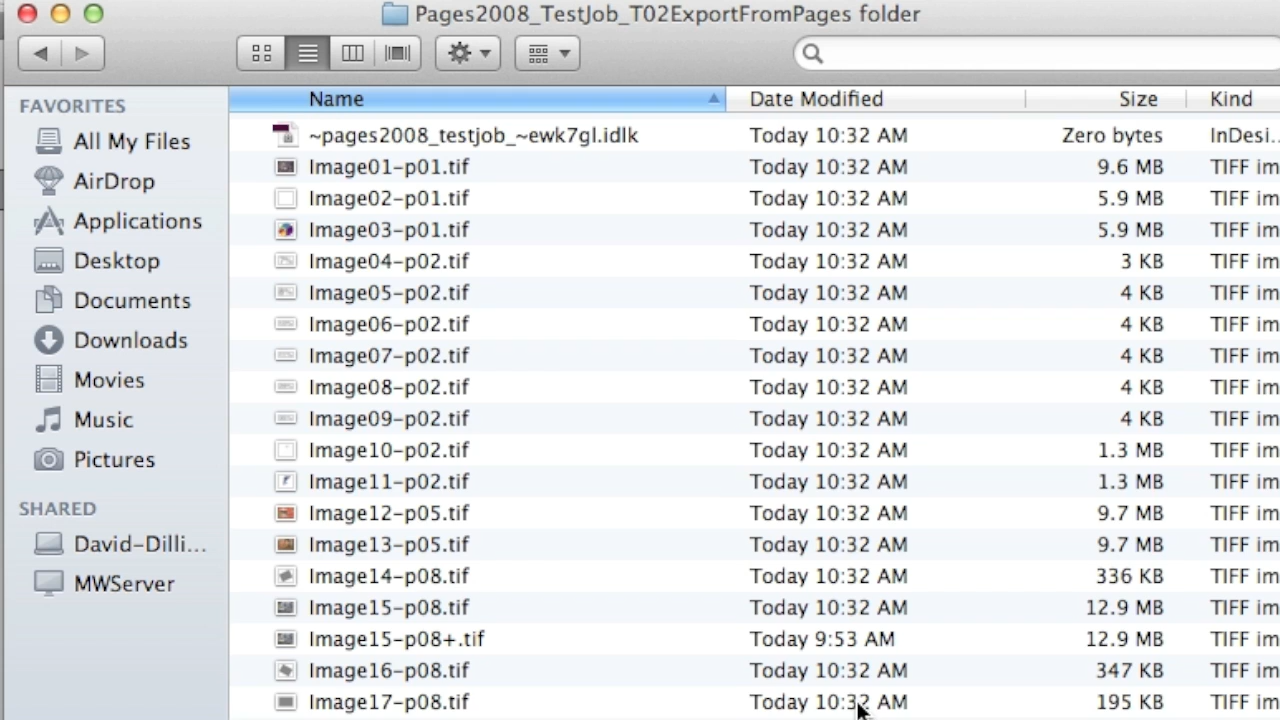 Pages2008_TestJob_T02ExportFromPages folder
Name Date Modified Size Kind
FAVORITES
All My Files
AirDrop
Applications
Desktop
Documents
Downloads
Movies
Music
Pictures
SHARED
David-Dilli...
MWServer
~pages2008_testjob_~ewk7gl.idlk Today 10:32 AM Zero bytes InDesi..
Image01-p01.tif Today 10:32 AM 9.6 MB TIFF im
Image02-p01.tif Today 10:32 AM 5.9 MB TIFF im
Image03-p01.tif Today 10:32 AM 5.9 MB TIFF im
Image04-p02.tif Today 10:32 AM 3 KB TIFF im
Image05-p02.tif Today 10:32 AM 4 KB TIFF im
Image06-p02.tif Today 10:32 AM 4 KB TIFF im
Image07-p02.tif Today 10:32 AM 4 KB TIFF im
Image08-p02.tif Today 10:32 AM 4 KB TIFF im
Image09-p02.tif Today 10:32 AM 4 KB TIFF im
Image10-p02.tif Today 10:32 AM 1.3 MB TIFF im
Image11-p02.tif Today 10:32 AM 1.3 MB TIFF im
Image12-p05.tif Today 10:32 AM 9.7 MB TIFF im
Image13-p05.tif Today 10:32 AM 9.7 MB TIFF im
Image14-p08.tif Today 10:32 AM 336 KB TIFF im
Image15-p08.tif Today 10:32 AM 12.9 MB TIFF im
Image15-p08+.tif Today 9:53 AM 12.9 MB TIFF im
Image16-p08.tif Today 10:32 AM 347 KB TIFF im
Image17-p08.tif Today 10:32 AM 195 KB TIFF im